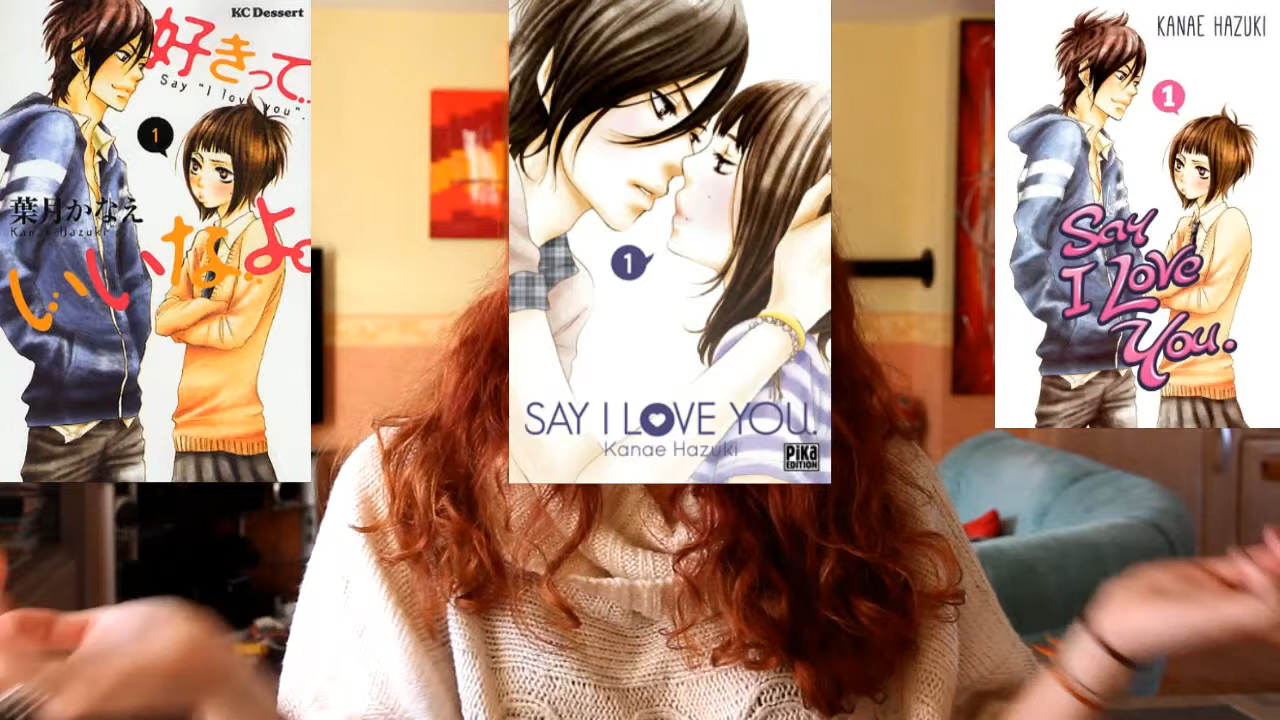 KC Dessert
好きって
Say "I love you".
1
葉月かなえ
Kanae Hazuki
いいなよ。
1
SAY I LOVE YOU.
Kanae Hazuki
PIKA
EDITION
KANAE HAZUKI
1
Say
I Love
You.